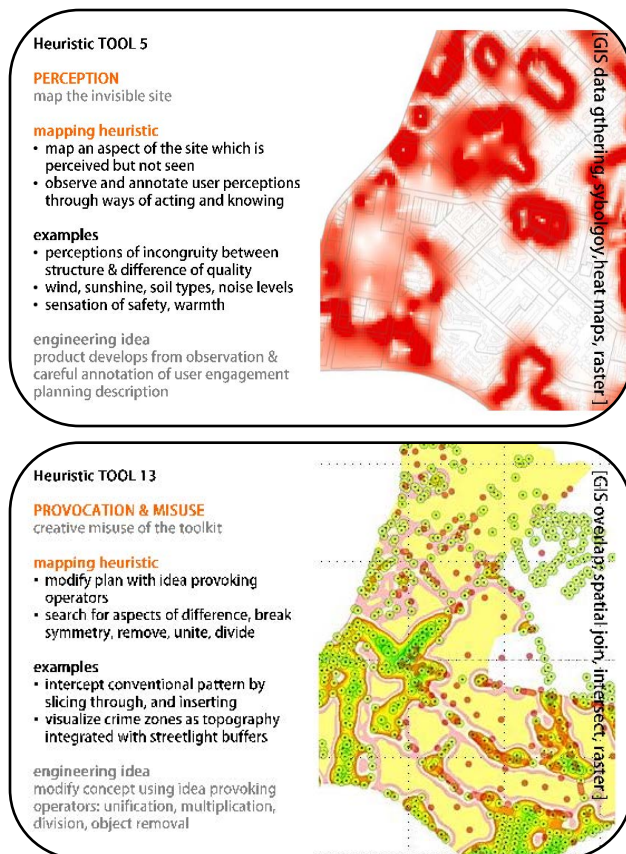 Heuristic TOOL 5
PERCEPTION
map the invisible site
mapping heuristic
• map an aspect of the site which is
perceived but not seen
• observe and annotate user perceptions
through ways of acting and knowing
examples
• perceptions of incongruity between
structure & difference of quality
• wind, sunshine, soil types, noise levels
• sensation of safety, warmth
engineering idea
product develops from observation &
careful annotation of user engagement
planning description
[GIS data gthering, sybolgoy,heat maps, raster ]
Heuristic TOOL 13
PROVOCATION & MISUSE
creative misuse of the toolkit
mapping heuristic
• modify plan with idea provoking
operators
• search for aspects of difference, break
symmetry, remove, unite, divide
examples
• intercept conventional pattern by
slicing through, and inserting
• visualize crime zones as topography
integrated with streetlight buffers
engineering idea
modify concept using idea provoking
operators: unification, multiplication,
division, object removal
[GIS overlap, spatial join, intersect, raster ]